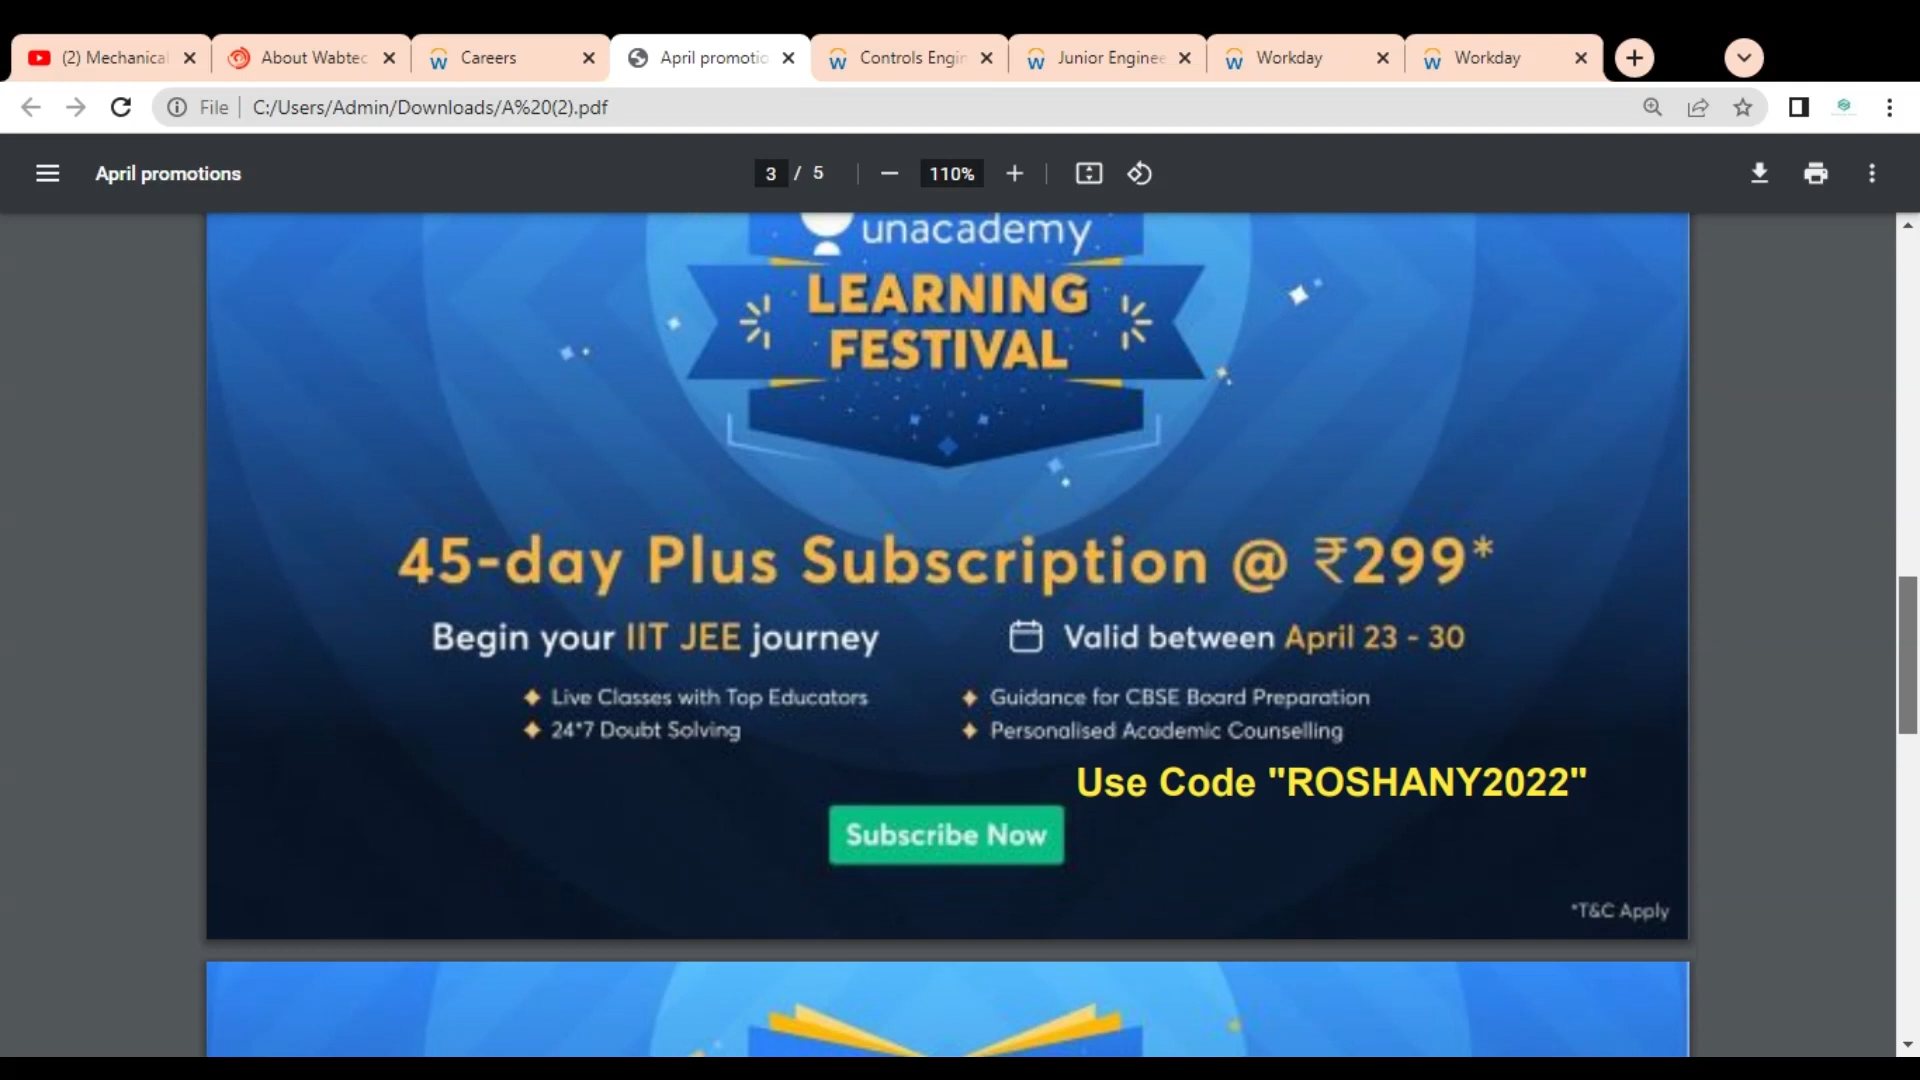 (2) Mechanical
About Wabtec
Careers
April promotio
Controls Engin
Junior Enginee
Workday
Workday
File
C:/Users/Admin/Downloads/A%20(2).pdf
April promotions
3 / 5
110%
unacademy
LEARNING
FESTIVAL
45-day Plus Subscription @ ₹299*
Begin your IIT JEE journey
Valid between April 23 - 30
Live Classes with Top Educators
Guidance for CBSE Board Preparation
24*7 Doubt Solving
Personalised Academic Counselling
Use Code "ROSHANY2022"
Subscribe Now
*T&C Apply